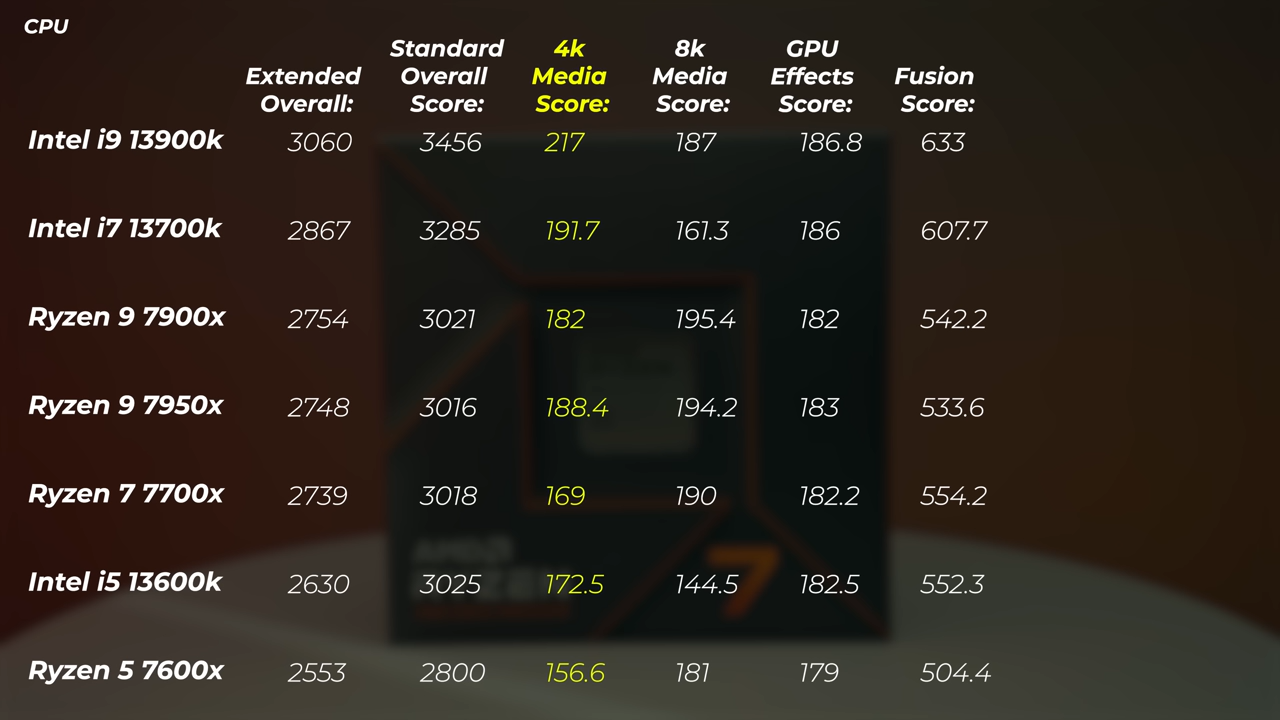 CPU
Extended Overall: Standard Overall Score: 4k Media Score: 8k Media Score: GPU Effects Score: Fusion Score:
Intel i9 13900k 3060 3456 217 187 186.8 633
Intel i7 13700k 2867 3285 191.7 161.3 186 607.7
Ryzen 9 7900x 2754 3021 182 195.4 182 542.2
Ryzen 9 7950x 2748 3016 188.4 194.2 183 533.6
Ryzen 7 7700x 2739 3018 169 190 182.2 554.2
AMD
RYZEN
7
Intel i5 13600k 2630 3025 172.5 144.5 182.5 552.3
Ryzen 5 7600x 2553 2800 156.6 181 179 504.4